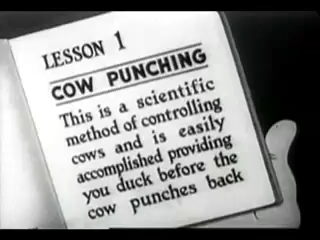 LESSON 1
COW PUNCHING
This is a scientific
method of controlling
cows and is easily
accomplished providing
you duck before the
cow punches back